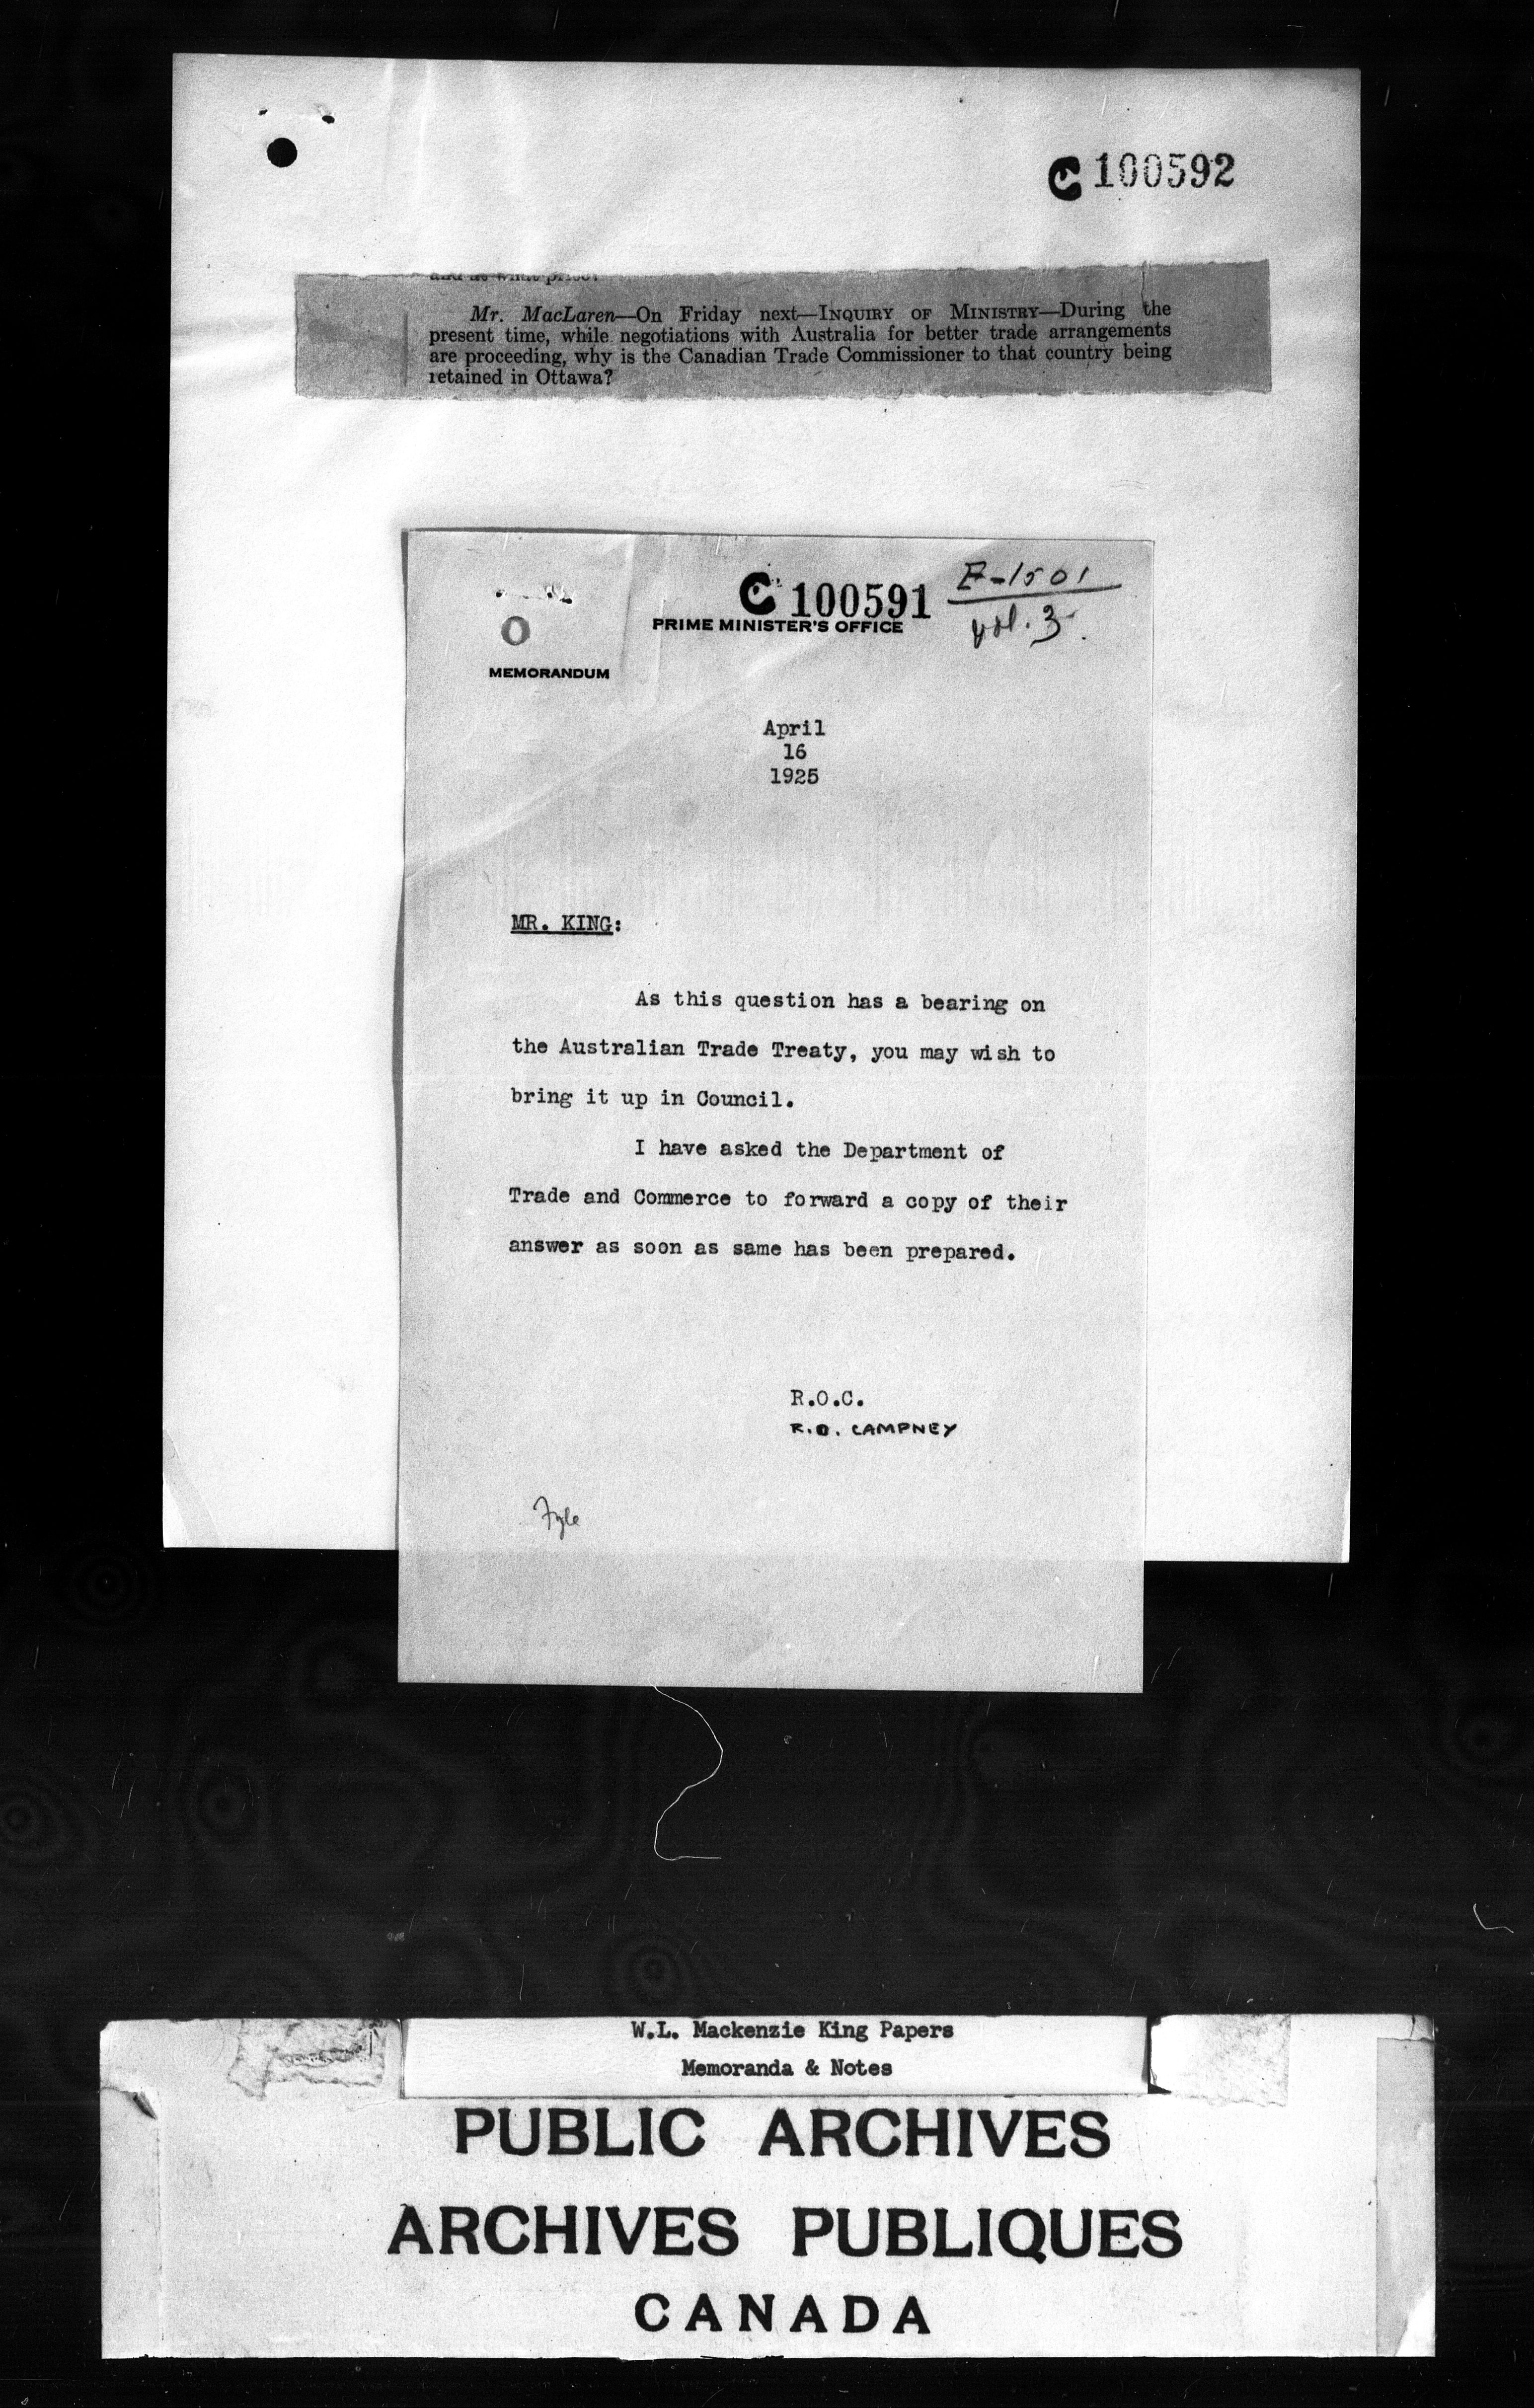 C 100592
Mr. MacLaren—On Friday next—INQUIRY OF MINISTRY—During the
present time, while negotiations with Australia for better trade arrangements
are proceeding, why is the Canadian Trade Commissioner to that country being
retained in Ottawa?
C 100591
E-1501
vol. 3.
PRIME MINISTER'S OFFICE
MEMORANDUM
April
16
1925
MR. KING:
As this question has a bearing on
the Australian Trade Treaty, you may wish to
bring it up in Council.
I have asked the Department of
Trade and Commerce to forward a copy of their
answer as soon as same has been prepared.
R.O.C.
R.O. CAMPNEY
Fyle
W.L. Mackenzie King Papers
Memoranda & Notes
PUBLIC ARCHIVES
ARCHIVES PUBLIQUES
CANADA